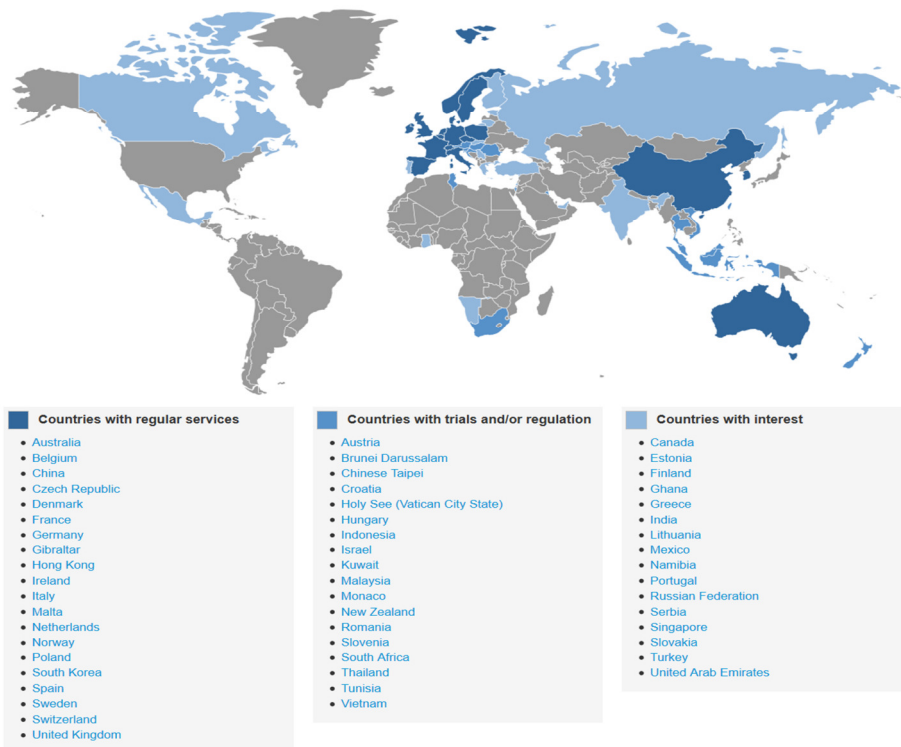 Countries with regular services
Australia
Belgium
China
Czech Republic
Denmark
France
Germany
Gibraltar
Hong Kong
Ireland
Italy
Malta
Netherlands
Norway
Poland
South Korea
Spain
Sweden
Switzerland
United Kingdom
Countries with trials and/or regulation
Austria
Brunei Darussalam
Chinese Taipei
Croatia
Holy See (Vatican City State)
Hungary
Indonesia
Israel
Kuwait
Malaysia
Monaco
New Zealand
Romania
Slovenia
South Africa
Thailand
Tunisia
Vietnam
Countries with interest
Canada
Estonia
Finland
Ghana
Greece
India
Lithuania
Mexico
Namibia
Portugal
Russian Federation
Serbia
Singapore
Slovakia
Turkey
United Arab Emirates